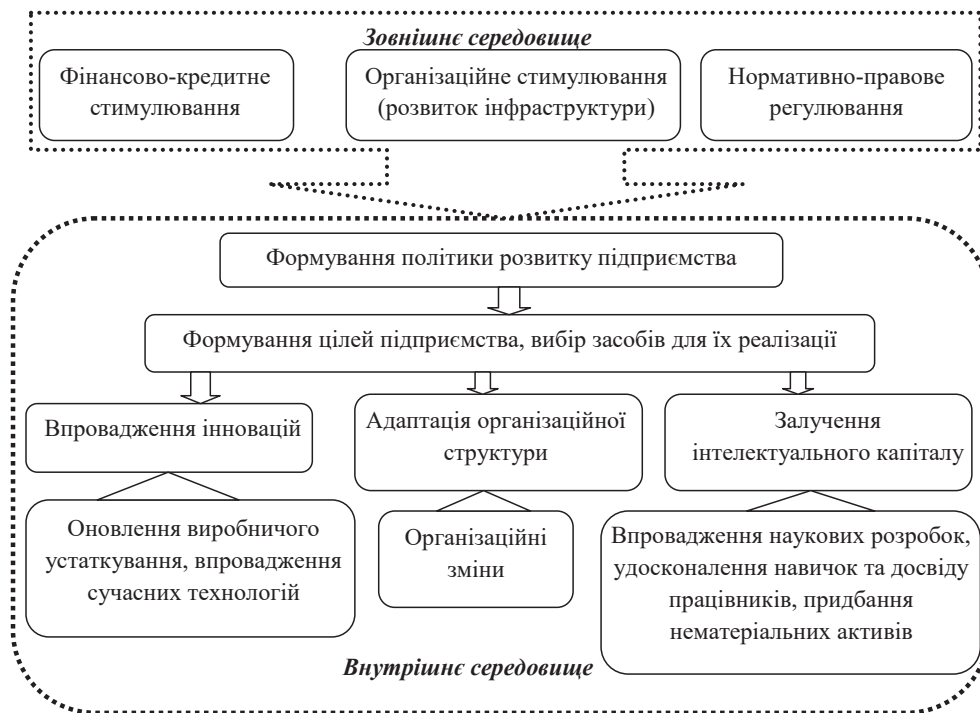 Зовнішнє середовище
Фінансово-кредитне
стимулювання
Організаційне стимулювання
(розвиток інфраструктури)
Нормативно-правове
регулювання
Формування політики розвитку підприємства
Формування цілей підприємства, вибір засобів для їх реалізації
Впровадження інновацій
Адаптація організаційної
структури
Залучення
інтелектуального капіталу
Оновлення виробничого
устаткування, впровадження
сучасних технологій
Організаційні
зміни
Впровадження наукових розробок,
удосконалення навичок та досвіду
працівників, придбання
нематеріальних активів
Внутрішнє середовище